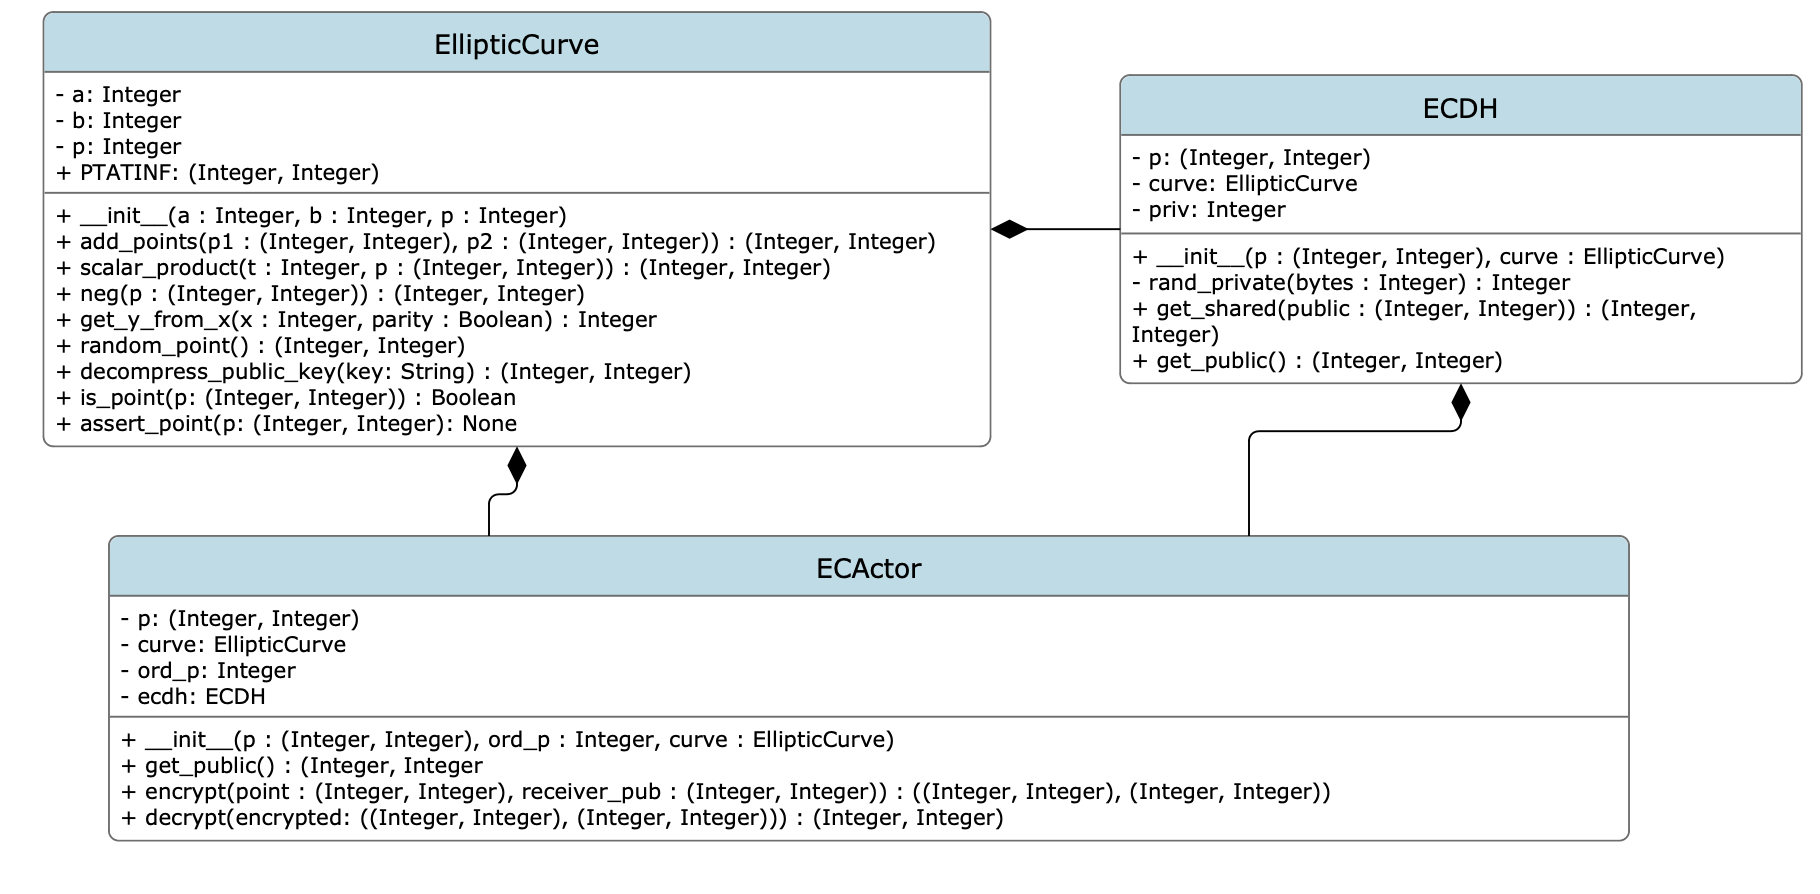 EllipticCurve
- a: Integer
- b: Integer
- p: Integer
+ PTATINF: (Integer, Integer)
+ __init__(a : Integer, b : Integer, p : Integer)
+ add_points(p1 : (Integer, Integer), p2 : (Integer, Integer)) : (Integer, Integer)
+ scalar_product(t : Integer, p : (Integer, Integer)) : (Integer, Integer)
+ neg(p : (Integer, Integer)) : (Integer, Integer)
+ get_y_from_x(x : Integer, parity : Boolean) : Integer
+ random_point() : (Integer, Integer)
+ decompress_public_key(key: String) : (Integer, Integer)
+ is_point(p: (Integer, Integer)) : Boolean
+ assert_point(p: (Integer, Integer): None
ECDH
- p: (Integer, Integer)
- curve: EllipticCurve
- priv: Integer
+ __init__(p : (Integer, Integer), curve : EllipticCurve)
- rand_private(bytes : Integer) : Integer
+ get_shared(public : (Integer, Integer)) : (Integer,
Integer)
+ get_public() : (Integer, Integer)
ECActor
- p: (Integer, Integer)
- curve: EllipticCurve
- ord_p: Integer
- ecdh: ECDH
+ __init__(p : (Integer, Integer), ord_p : Integer, curve : EllipticCurve)
+ get_public() : (Integer, Integer
+ encrypt(point : (Integer, Integer), receiver_pub : (Integer, Integer)) : ((Integer, Integer), (Integer, Integer))
+ decrypt(encrypted: ((Integer, Integer), (Integer, Integer))) : (Integer, Integer)